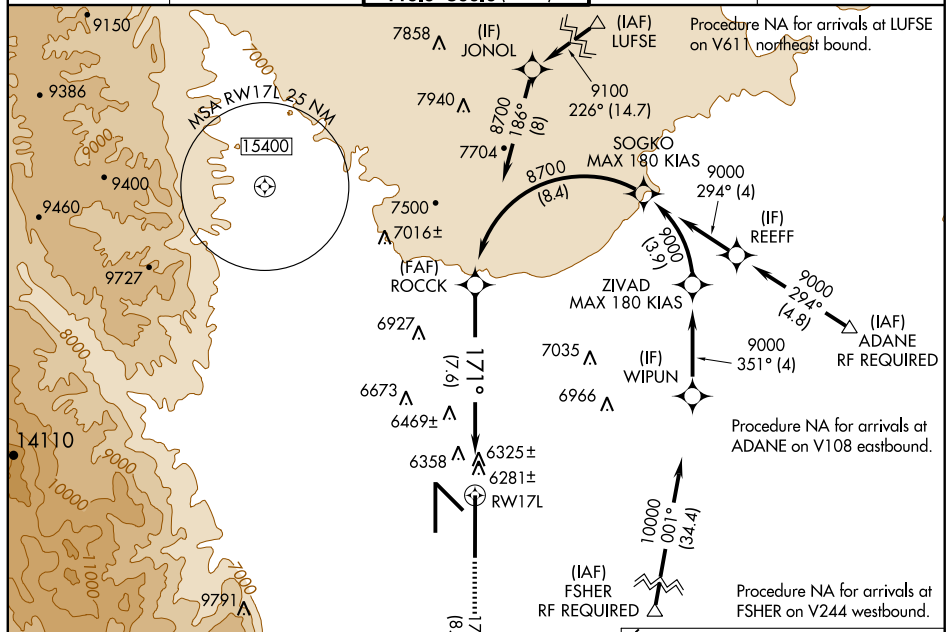 9150
9386
9000
9400
9460
9727
7000
MSA RW17L 25 NM
15400
7858
(IF)
JONOL
(IAF)
LUFSE
Procedure NA for arrivals at LUFSE
on V611 northeast bound.
9100
226° (14.7)
7940
8700
186°
(8)
7704
SOGKO
MAX 180 KIAS
8700
(8.4)
9000
294° (4)
7500
7016±
(IF)
REEFF
9000
(3.9)
(FAF)
ROCCK
ZIVAD
MAX 180 KIAS
9000
294°
(4.8)
(IAF)
ADANE
RF REQUIRED
6927
171°
(7.6)
7035
(IF)
WIPUN
9000
351° (4)
6673
6469±
6966
Procedure NA for arrivals at
ADANE on V108 eastbound.
8000
14110
9000
10000
11000
7000
9791
6358
6325±
6281±
RW17L
10000
001°
(34.4)
(IAF)
FSHER
RF REQUIRED
Procedure NA for arrivals at
FSHER on V244 westbound.